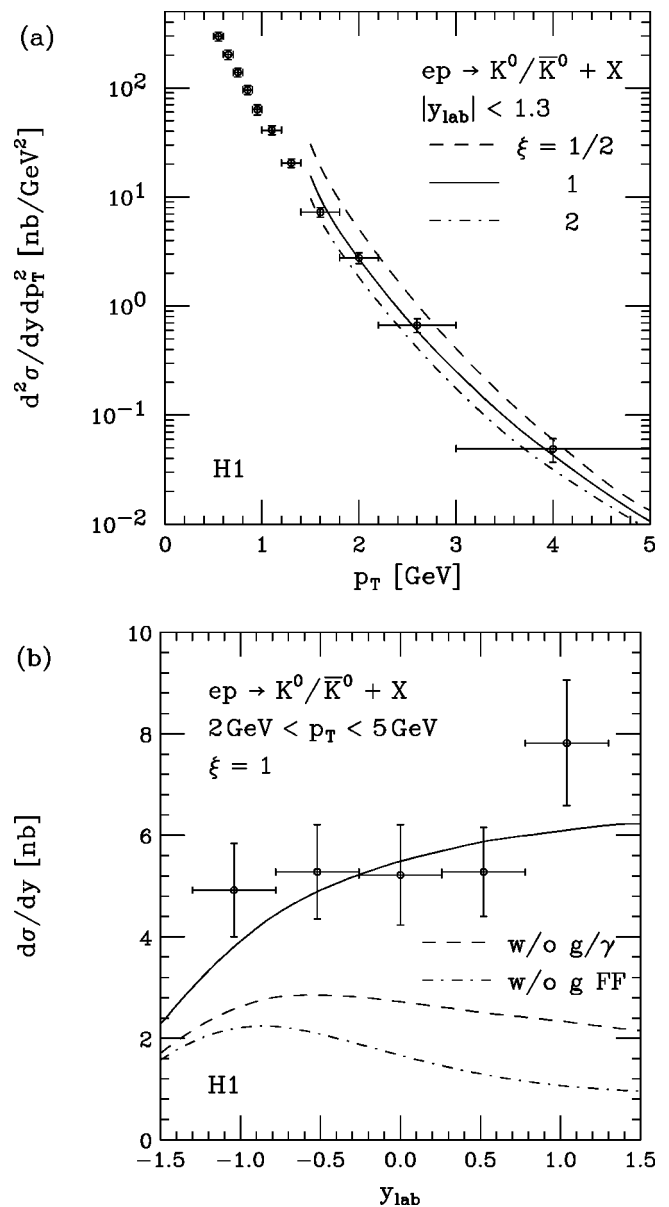 (a)
10²
10¹
10⁰
10⁻¹
10⁻²
d²σ/dydp_T² [nb/GeV²]
ep → K⁰/K̅⁰ + X
|y_lab| < 1.3
ξ = 1/2
1
2
H1
0 1 2 3 4 5
p_T [GeV]
(b)
10
8
6
4
2
0
dσ/dy [nb]
ep → K⁰/K̅⁰ + X
2 GeV < p_T < 5 GeV
ξ = 1
w/o g/γ
w/o g FF
H1
−1.5 −1.0 −0.5 0.0 0.5 1.0 1.5
y_lab